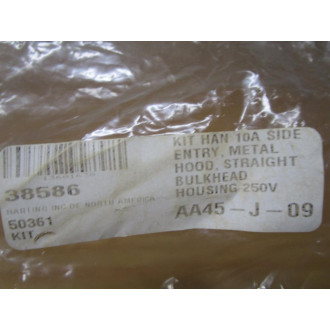 38586
HARTING INC OF NORTH AMERICA
50361
KIT
KIT HAN 10A SIDE
ENTRY, METAL
HOOD, STRAIGHT
BULKHEAD
HOUSING 250V
AA45-J-09